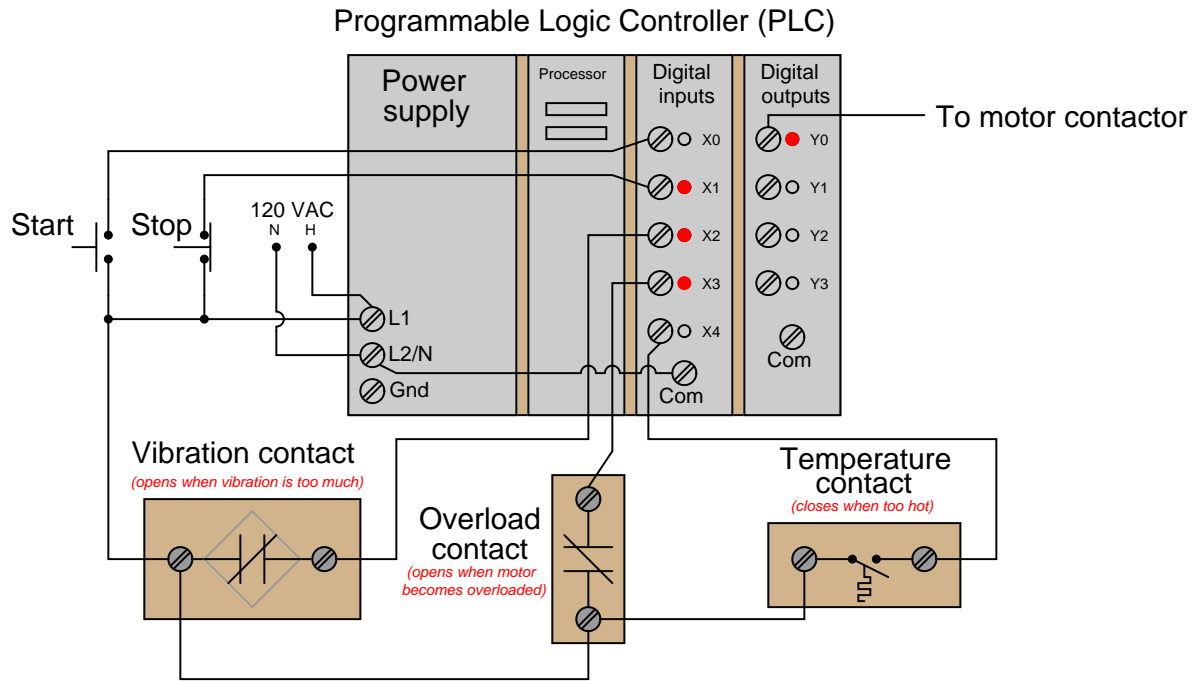 Programmable Logic Controller (PLC)
Power
supply
Processor
Digital
inputs
Digital
outputs
To motor contactor
X0
Y0
X1
Y1
X2
Y2
X3
Y3
X4
Com
Com
Start
Stop
120 VAC
N H
L1
L2/N
Gnd
Vibration contact
(opens when vibration is too much)
Overload
contact
(opens when motor
becomes overloaded)
Temperature
contact
(closes when too hot)